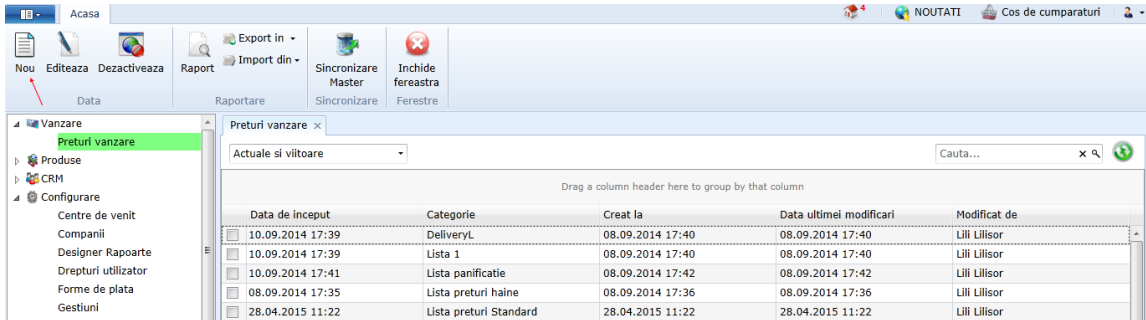 Acasa 4 NOUTATI Cos de cumparaturi
Nou Editeaza Dezactiveaza Raport Export in Import din Sincronizare Master Inchide fereastra
Data Raportare Sincronizare Ferestre
Vanzare
Preturi vanzare
Produse
CRM
Configurare
Centre de venit
Companii
Designer Rapoarte
Drepturi utilizator
Forme de plata
Gestiuni
Preturi vanzare x
Actuale si viitoare Cauta...
Drag a column header here to group by that column
Data de inceput Categorie Creat la Data ultimei modificari Modificat de
10.09.2014 17:39 DeliveryL 08.09.2014 17:40 08.09.2014 17:40 Lili Lilisor
10.09.2014 17:39 Lista 1 08.09.2014 17:40 08.09.2014 17:40 Lili Lilisor
10.09.2014 17:41 Lista panificatie 08.09.2014 17:42 08.09.2014 17:42 Lili Lilisor
08.09.2014 17:35 Lista preturi haine 08.09.2014 17:36 08.09.2014 17:36 Lili Lilisor
28.04.2015 11:22 Lista preturi Standard 28.04.2015 11:22 28.04.2015 11:22 Lili Lilisor